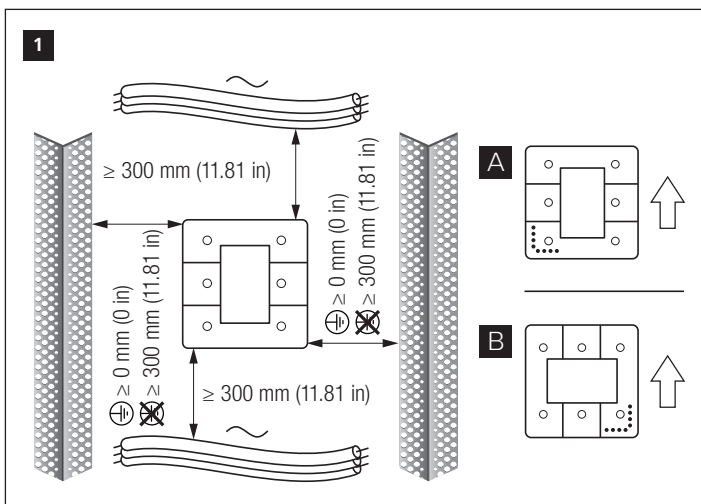 1
≥ 300 mm (11.81 in)
≥ 0 mm (0 in)
≥ 300 mm (11.81 in)
A
≥ 0 mm (0 in)
≥ 300 mm (11.81 in)
≥ 300 mm (11.81 in)
B